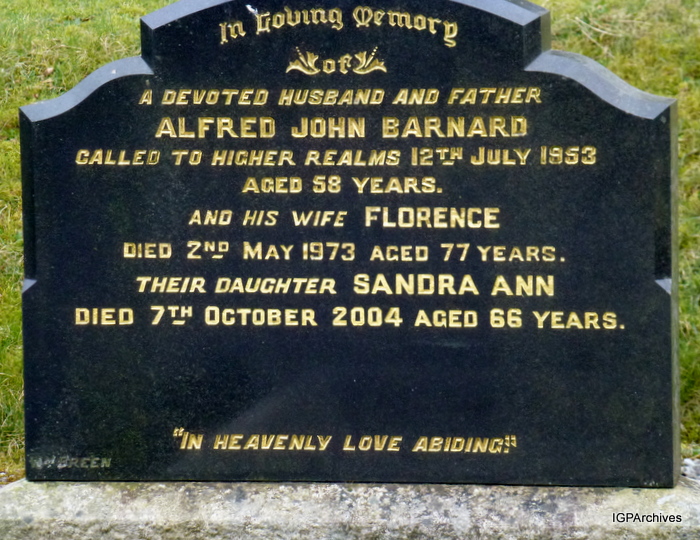 In Loving Memory
of
A DEVOTED HUSBAND AND FATHER
ALFRED JOHN BARNARD
CALLED TO HIGHER REALMS 12TH JULY 1953
AGED 58 YEARS.
AND HIS WIFE FLORENCE
DIED 2ND MAY 1973 AGED 77 YEARS.
THEIR DAUGHTER SANDRA ANN
DIED 7TH OCTOBER 2004 AGED 66 YEARS.
"IN HEAVENLY LOVE ABIDING"
GREEN
IGPArchives